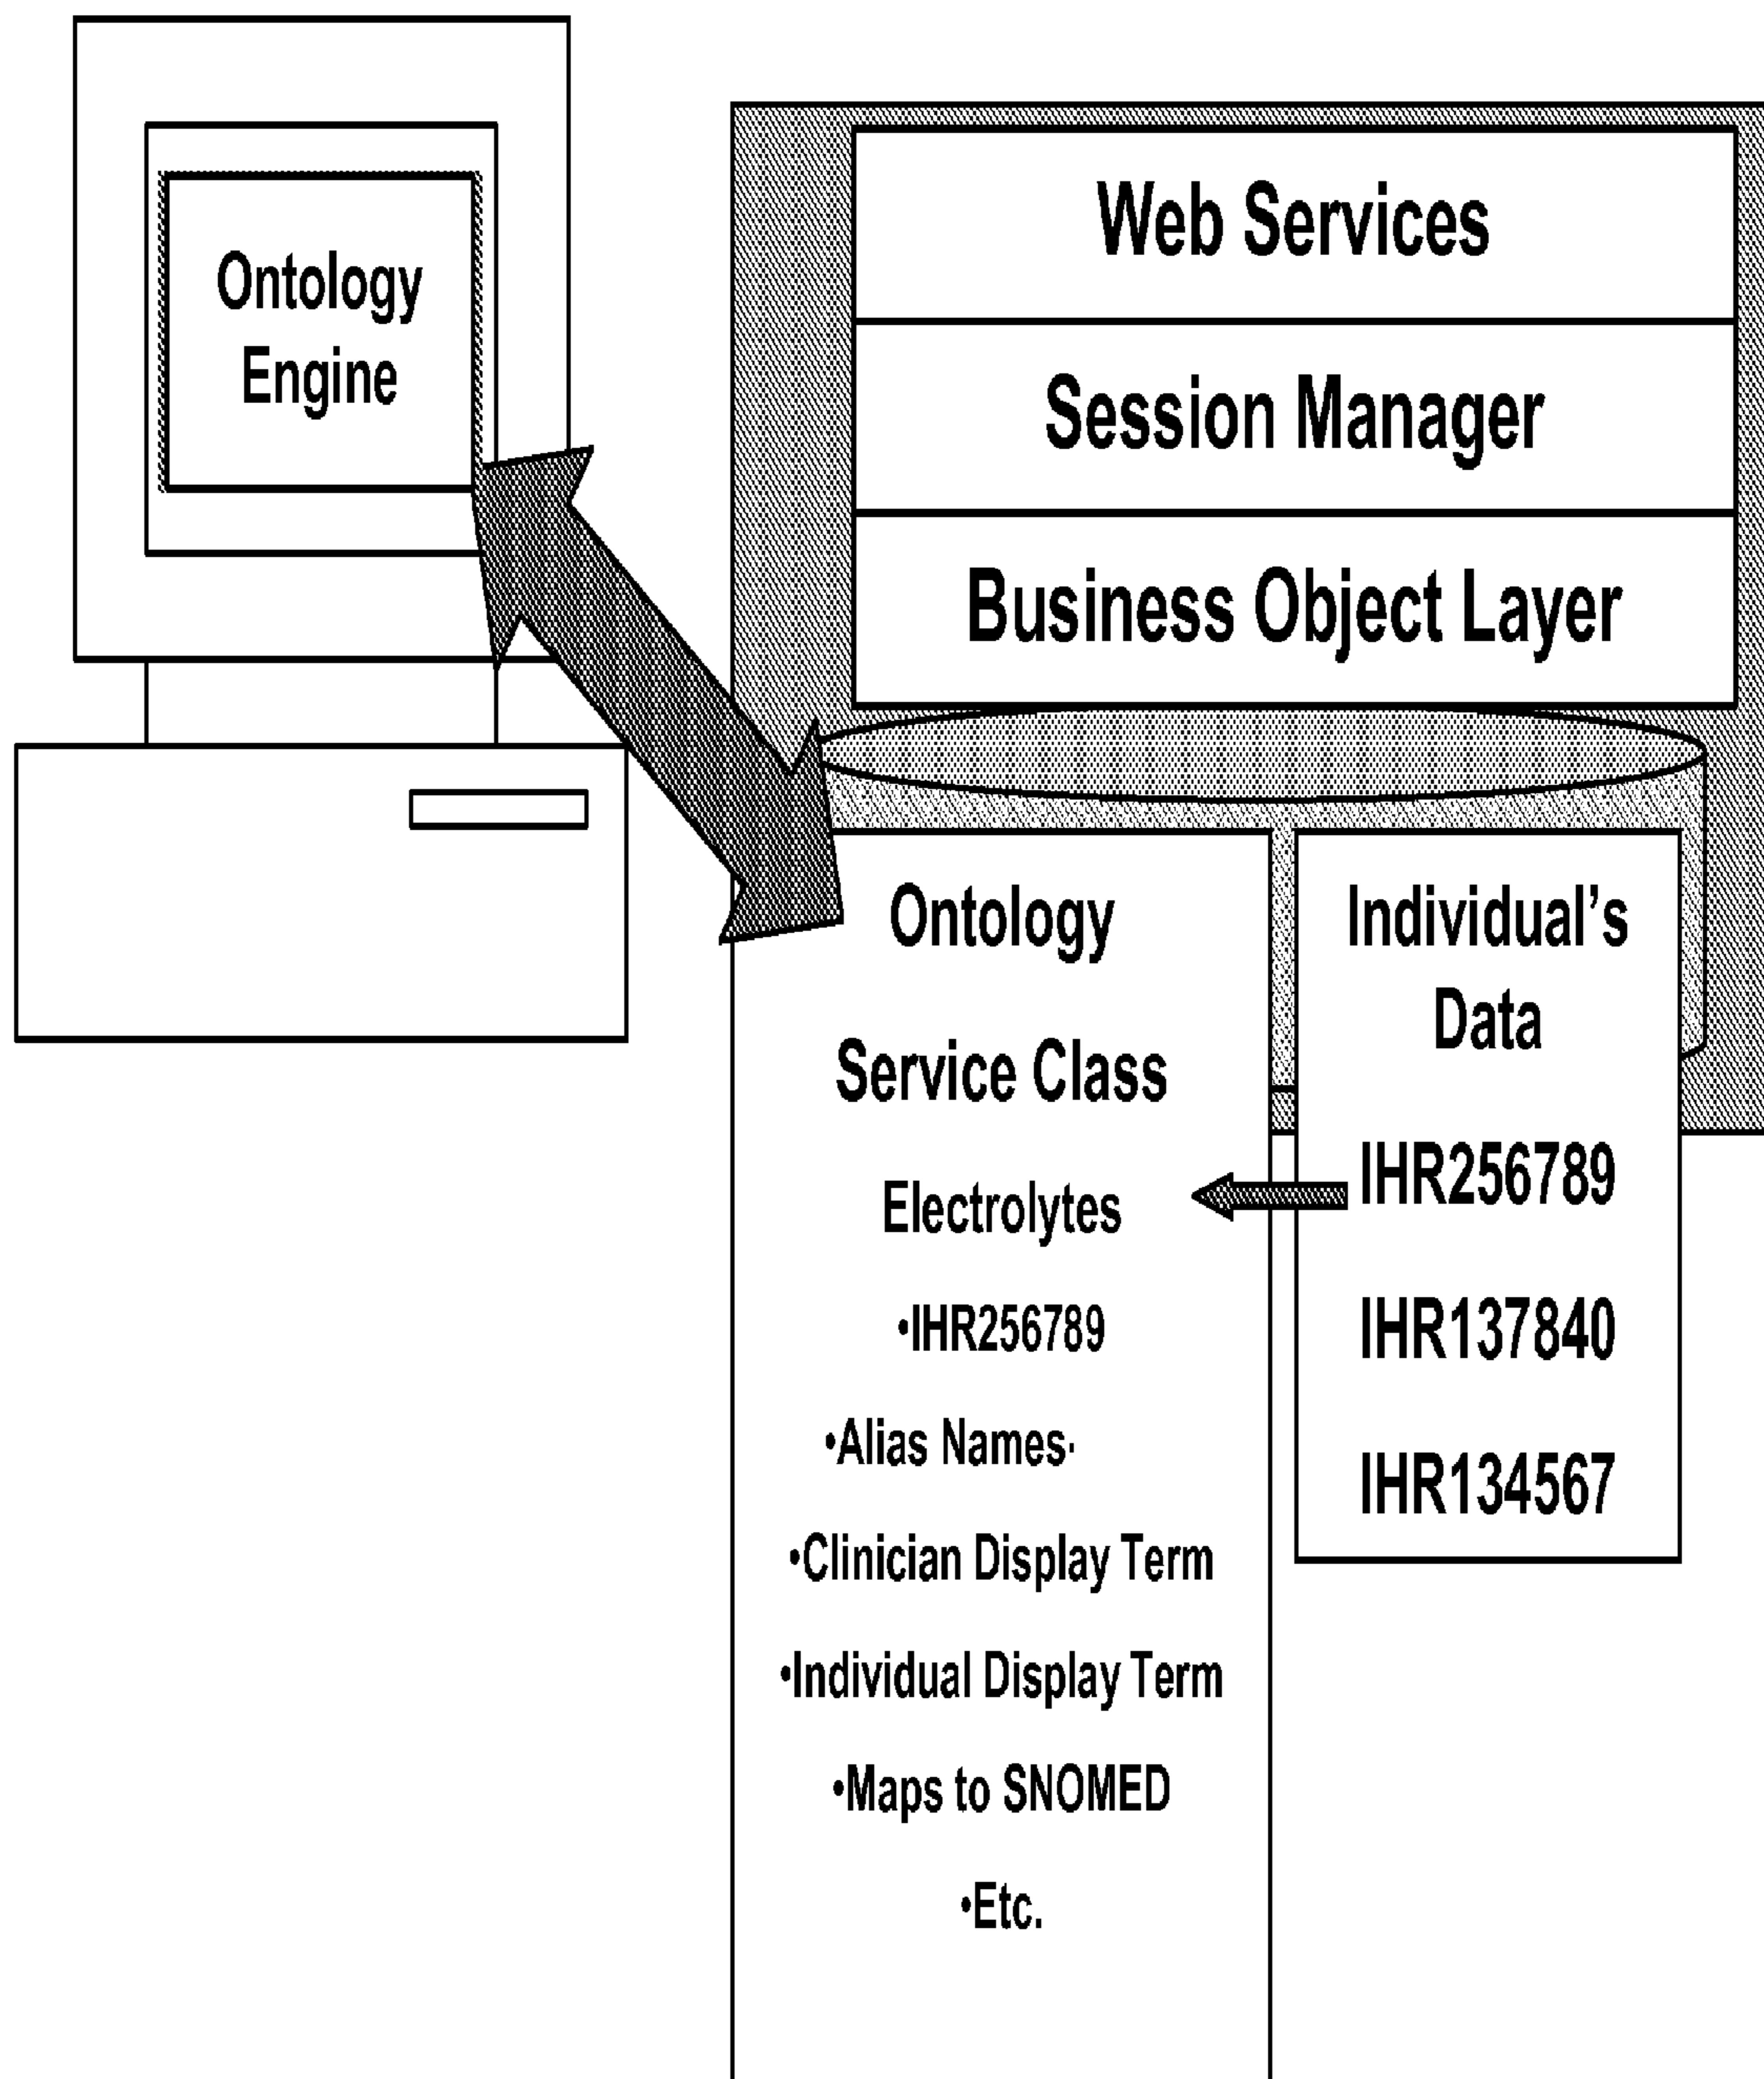 Ontology
Engine
Web Services
Session Manager
Business Object Layer
Ontology
Service Class
Electrolytes
•IHR256789
•Alias Names·
•Clinician Display Term
•Individual Display Term
•Maps to SNOMED
•Etc.
Individual’s
Data
IHR256789
IHR137840
IHR134567